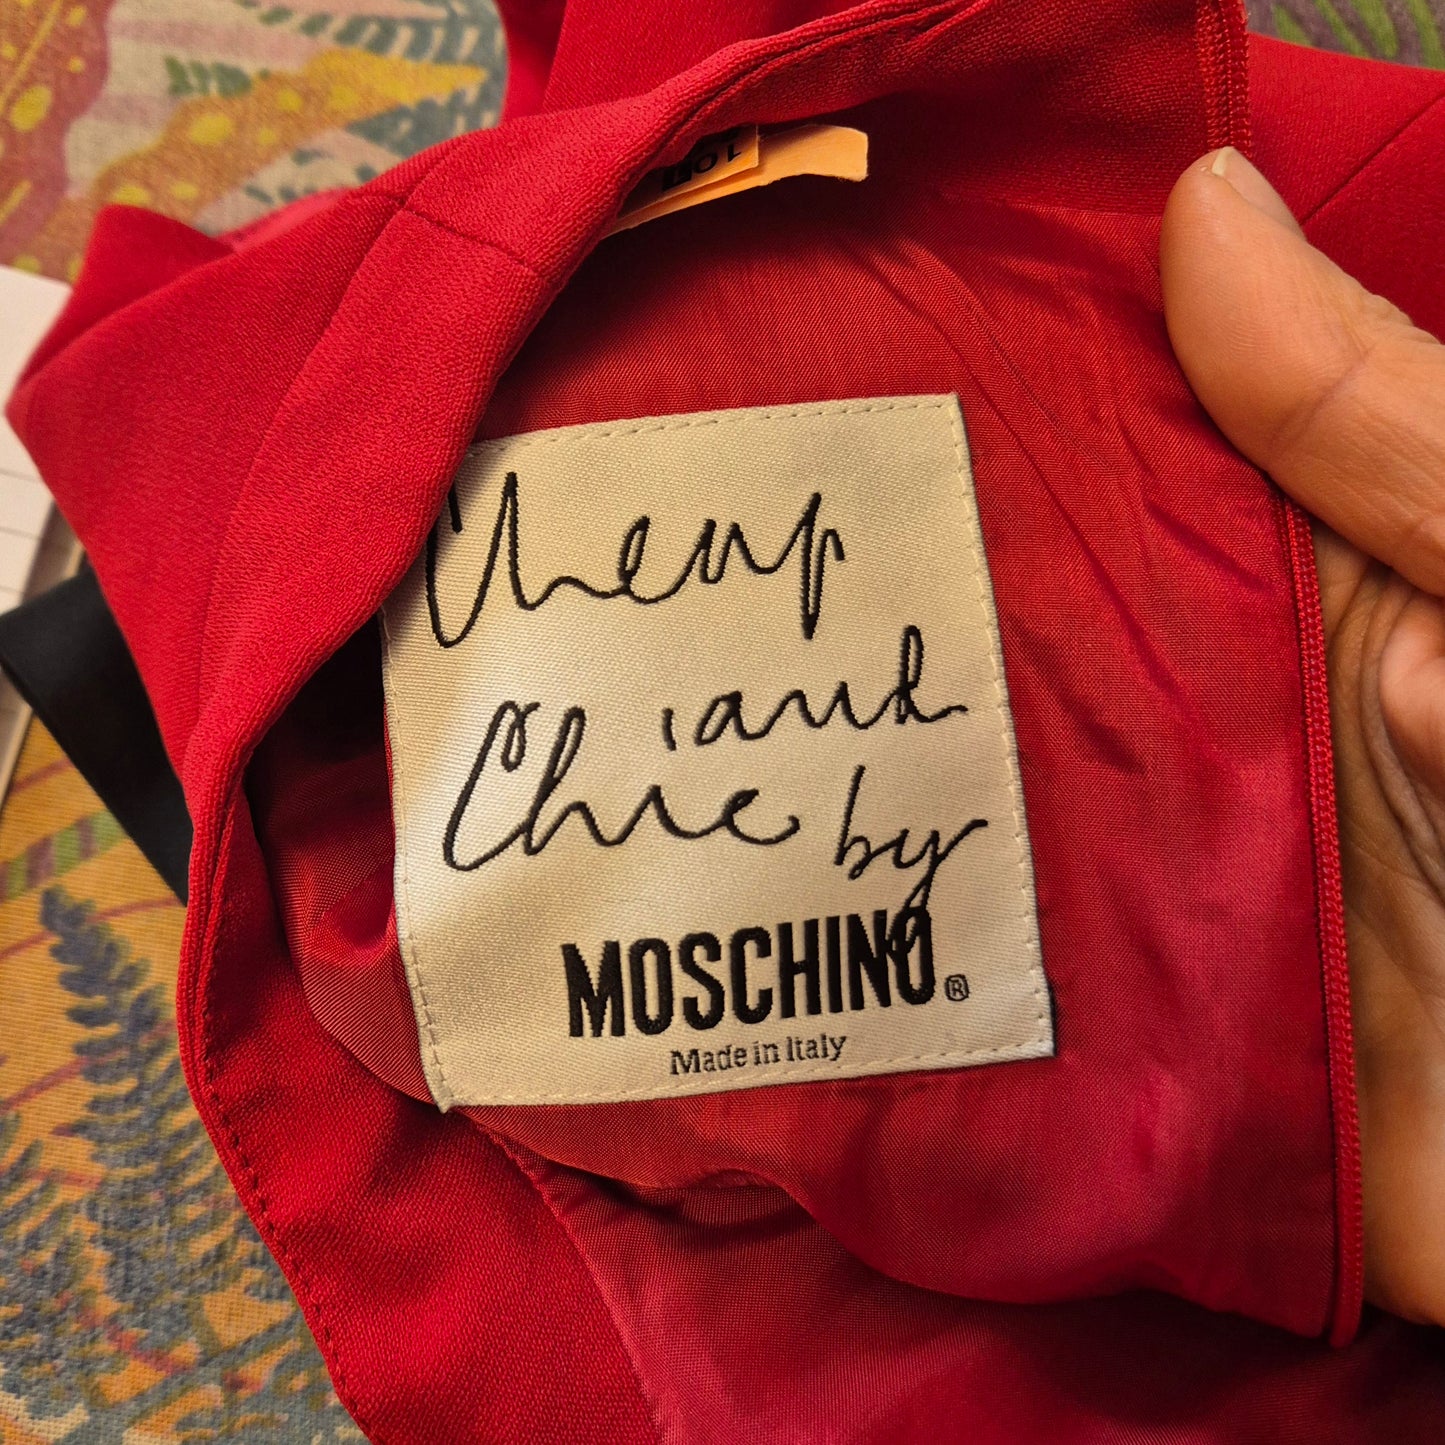 Cheap
and
Chic by
MOSCHINO®
Made in Italy